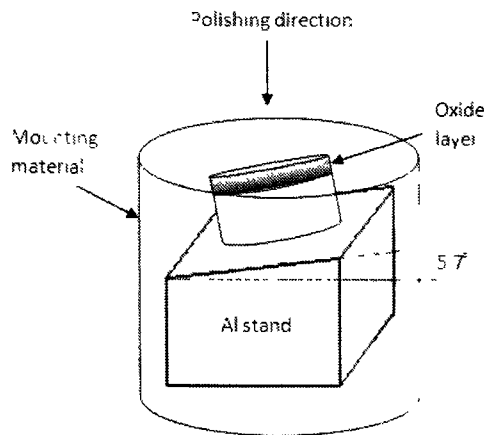 Polishing direction
Oxide
layer
Mounting
material
5 7
Al stand